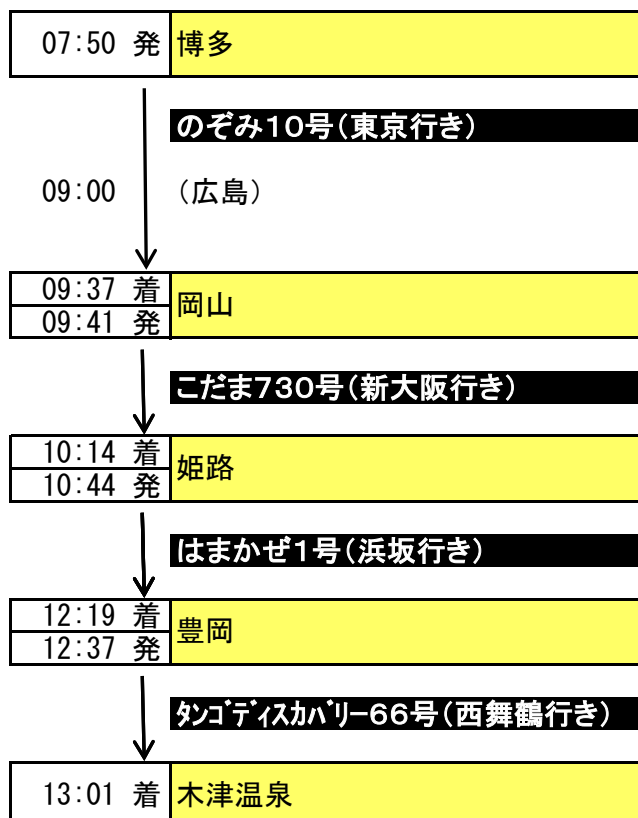 07:50 発 博多
のぞみ10号(東京行き)
09:00 (広島)
09:37 着
岡山
09:41 発
こだま730号(新大阪行き)
10:14 着
姫路
10:44 発
はまかぜ1号(浜坂行き)
12:19 着
豊岡
12:37 発
ﾀﾝｺﾞﾃﾞｨｽｶﾊﾞﾘｰ66号(西舞鶴行き)
13:01 着 木津温泉